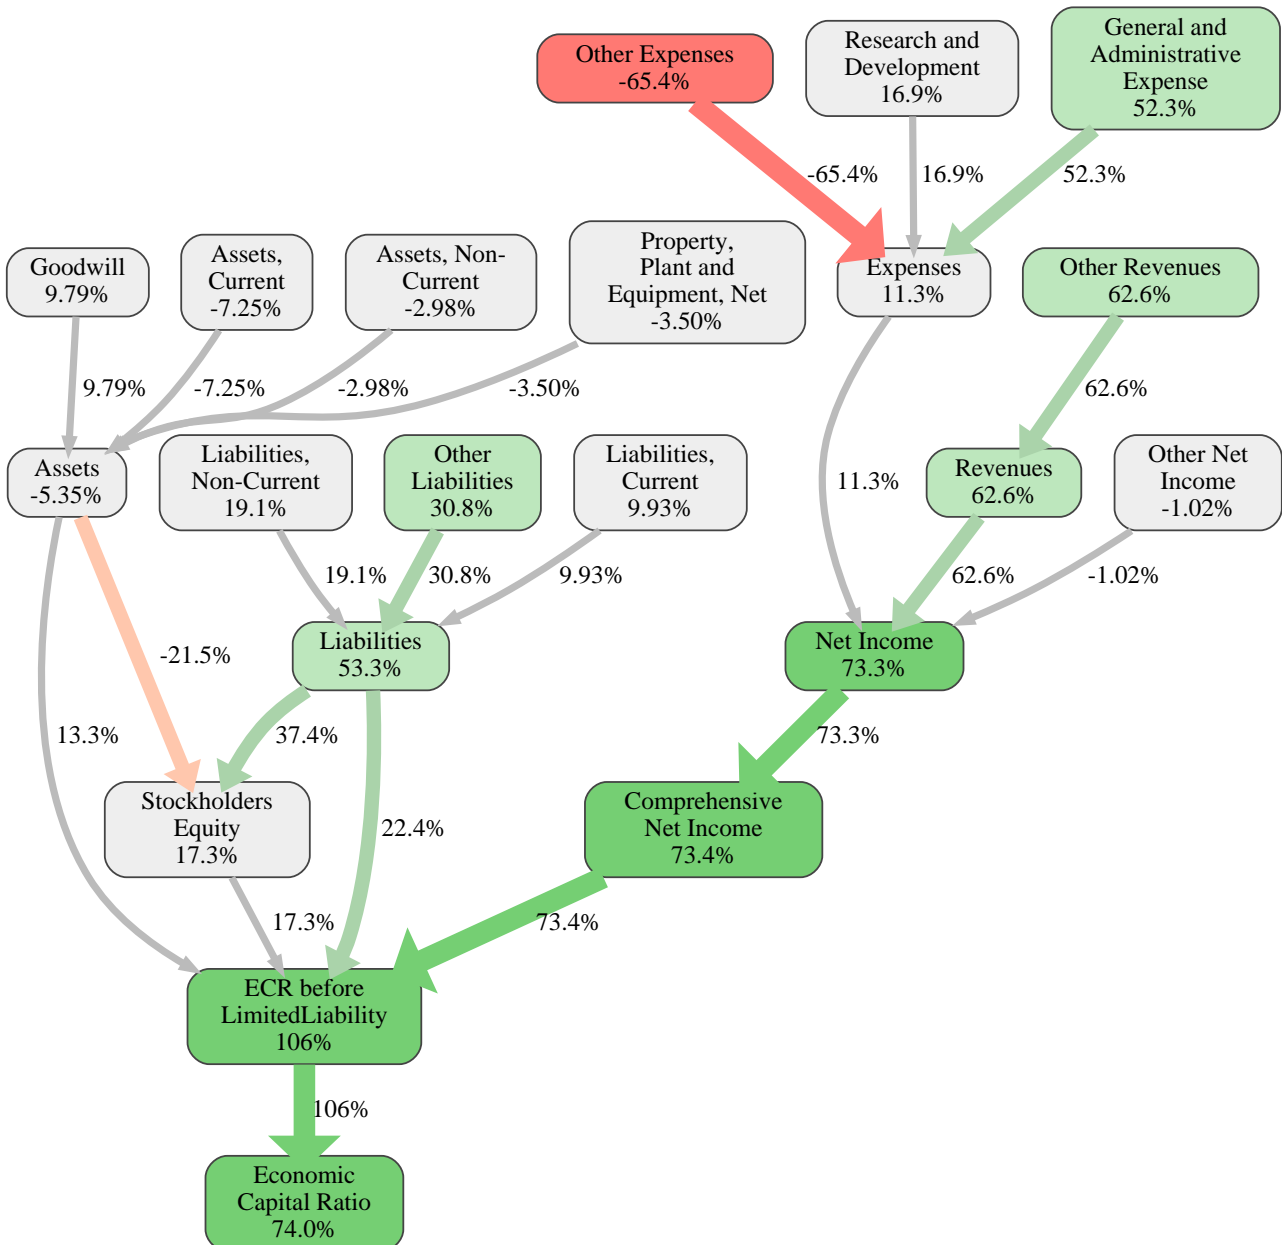 Other Expenses
-65.4%
Research and
Development
16.9%
General and
Administrative
Expense
52.3%
-65.4%
16.9%
52.3%
Goodwill
9.79%
Assets,
Current
-7.25%
Assets, Non-
Current
-2.98%
Property,
Plant and
Equipment, Net
-3.50%
Expenses
11.3%
Other Revenues
62.6%
9.79%
-7.25%
-2.98%
-3.50%
62.6%
Assets
-5.35%
Liabilities,
Non-Current
19.1%
Other
Liabilities
30.8%
Liabilities,
Current
9.93%
11.3%
Revenues
62.6%
Other Net
Income
-1.02%
19.1%
30.8%
9.93%
62.6%
-1.02%
Liabilities
53.3%
Net Income
73.3%
-21.5%
13.3%
37.4%
73.3%
Stockholders
Equity
17.3%
22.4%
Comprehensive
Net Income
73.4%
17.3%
73.4%
ECR before
LimitedLiability
106%
106%
Economic
Capital Ratio
74.0%